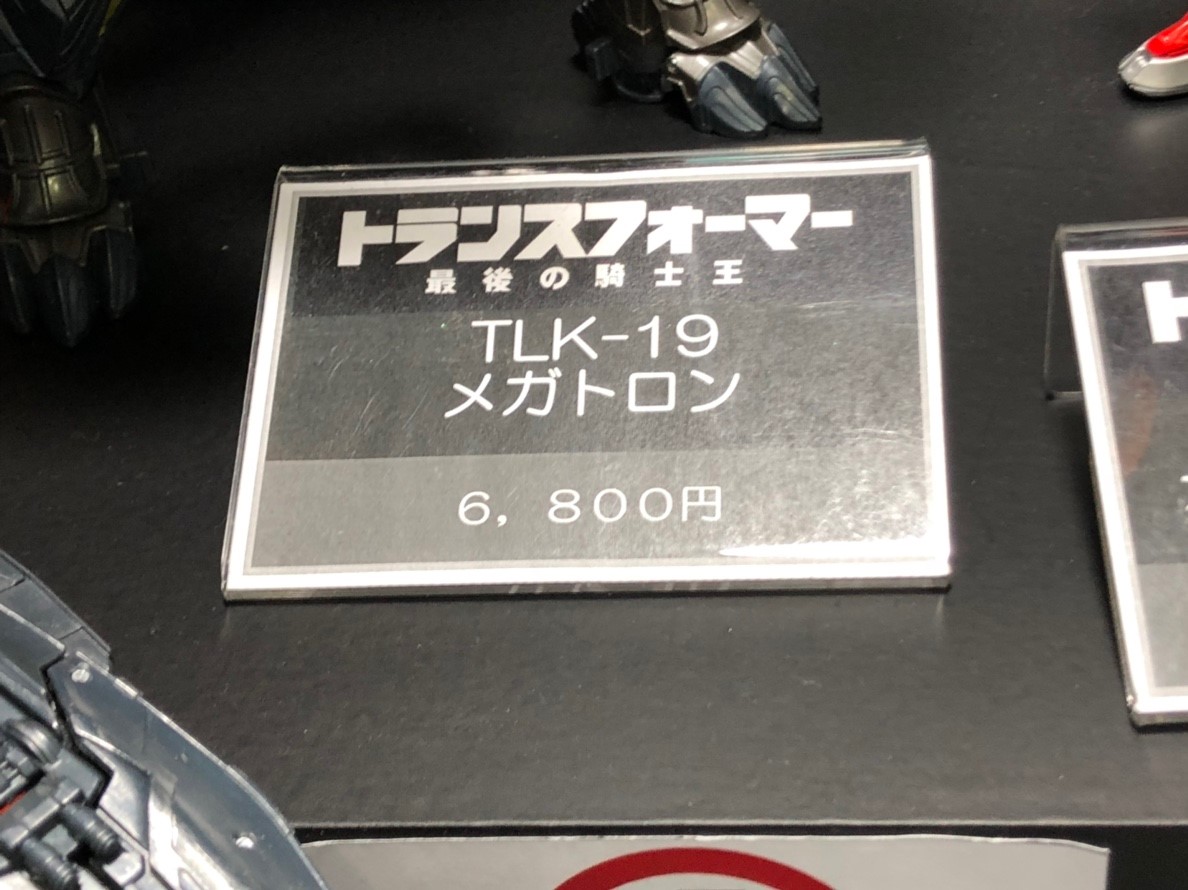 トランスフォーマー
最後の騎士王
TLK-19
メガトロン
6,800円
ト